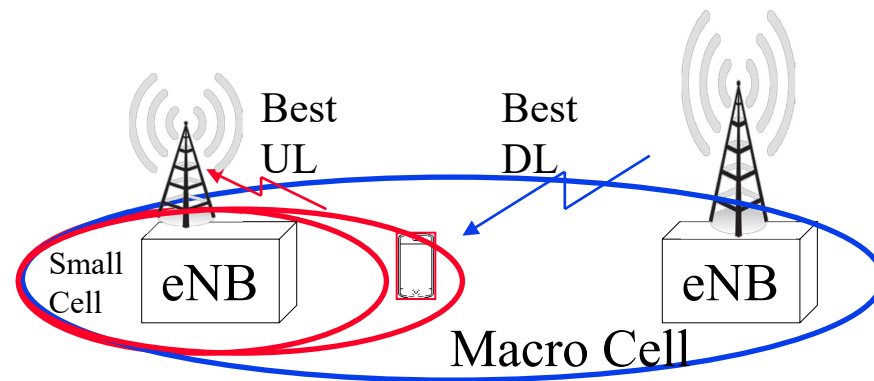 Best
UL
Best
DL
Small
Cell
eNB
eNB
Macro Cell